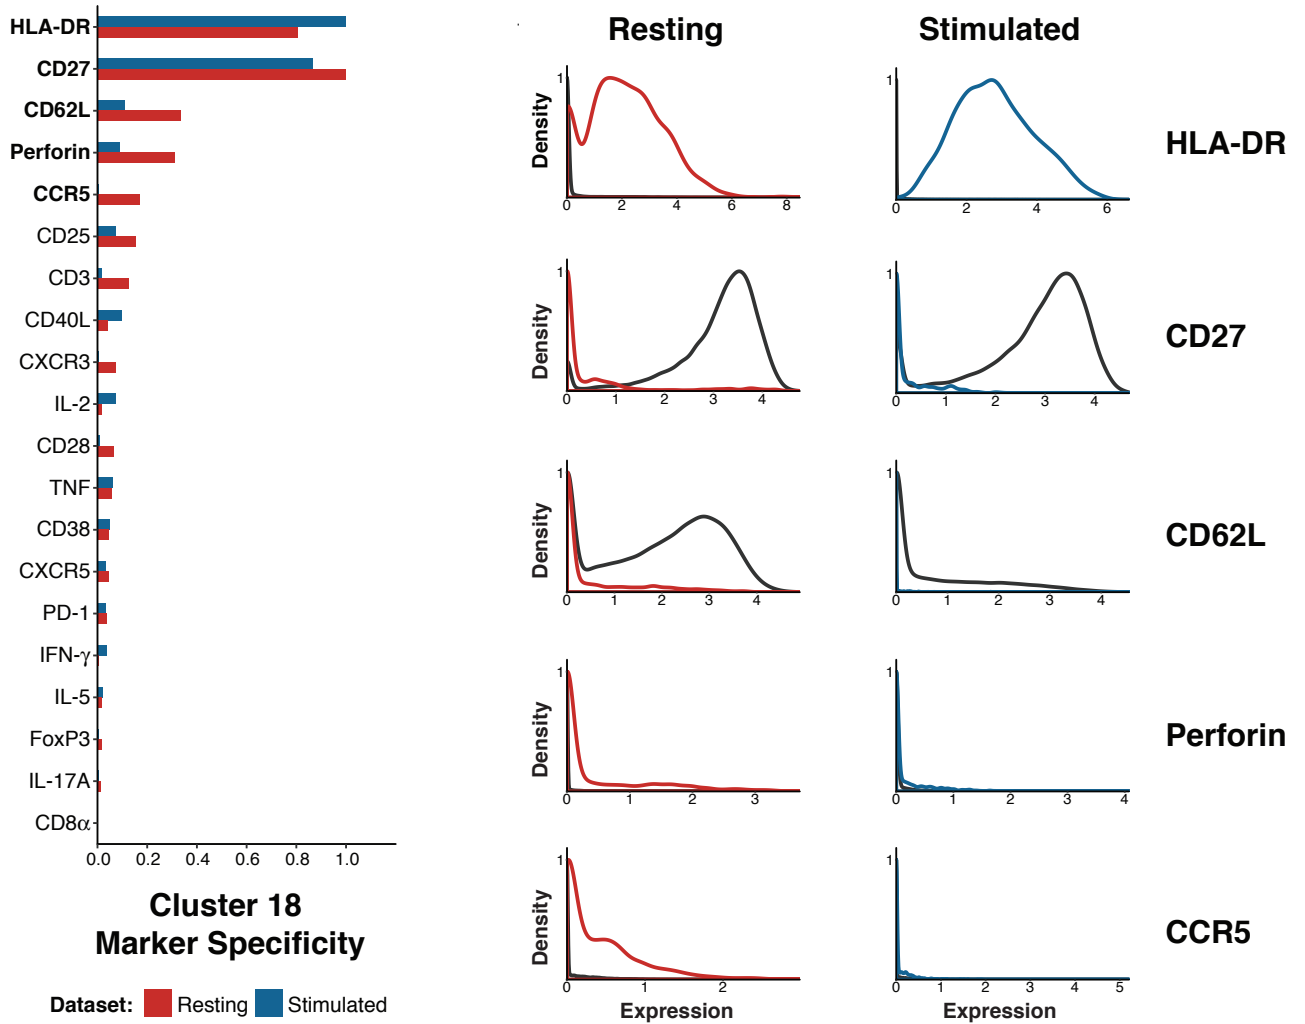 HLA-DR
CD27
CD62L
Perforin
CCR5
CD25
CD3
CD40L
CXCR3
IL-2
CD28
TNF
CD38
CXCR5
PD-1
IFN-γ
IL-5
FoxP3
IL-17A
CD8α
0.0 0.2 0.4 0.6 0.8 1.0
Cluster 18
Marker Specificity
Dataset: Resting Stimulated
Resting Stimulated
1 1
Density
0 2 4 6 8 0 2 4 6
HLA-DR
1 1
Density
0 1 2 3 4 0 1 2 3 4
CD27
1 1
Density
0 1 2 3 4 0 1 2 3 4
CD62L
1 1
Density
0 1 2 3 0 1 2 3 4
Perforin
1 1
Density
0 1 2 0 1 2 3 4 5
CCR5
Expression Expression